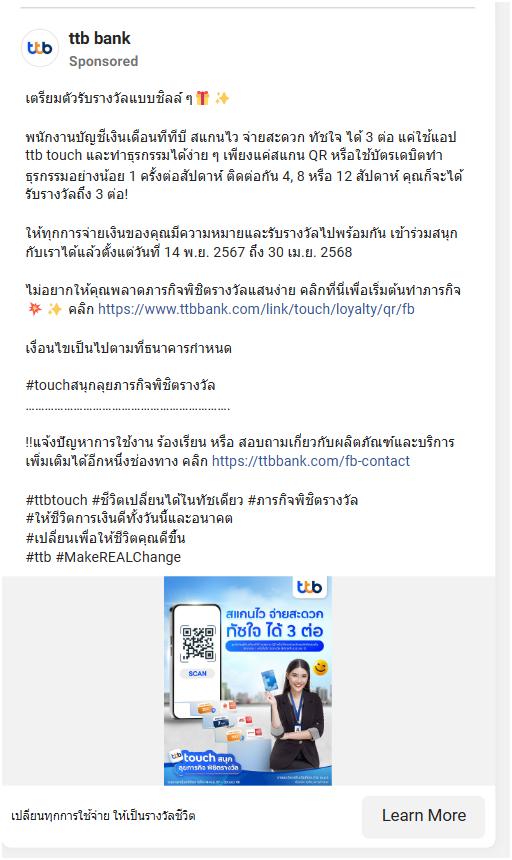 ttb bank
Sponsored
เตรียมตัวรับรางวัลแบบชิลล์ ๆ🎁 ✨
พนักงานบัญชีเงินเดือนทีทีบี สแกนไว จ่ายสะดวก ทัชใจ ได้ 3 ต่อ แค่ใช้แอป
ttb touch และทำธุรกรรมได้ง่าย ๆ เพียงแค่สแกน QR หรือใช้บัตรเดบิตทำ
ธุรกรรมอย่างน้อย 1 ครั้งต่อสัปดาห์ ติดต่อกัน 4, 8 หรือ 12 สัปดาห์ คุณก็จะได้
รับรางวัลถึง 3 ต่อ!
ให้ทุกการจ่ายเงินของคุณมีความหมายและรับรางวัลไปพร้อมกัน เข้าร่วมสนุก
กับเราได้แล้วตั้งแต่วันที่ 14 พ.ย. 2567 ถึง 30 เม.ย. 2568
ไม่อยากให้คุณพลาดภารกิจพิชิตรางวัลแสนง่าย คลิกที่นี่เพื่อเริ่มต้นทำภารกิจ
💥 ✨ คลิก https://www.ttbbank.com/link/touch/loyalty/qr/fb
เงื่อนไขเป็นไปตามที่ธนาคารกำหนด
#touchสนุกลุยภารกิจพิชิตรางวัล
……………………………………………………….
‼แจ้งปัญหาการใช้งาน ร้องเรียน หรือ สอบถามเกี่ยวกับผลิตภัณฑ์และบริการ
เพิ่มเติมได้อีกหนึ่งช่องทาง คลิก https://ttbbank.com/fb-contact
#ttbtouch #ชีวิตเปลี่ยนได้ในทัชเดียว #ภารกิจพิชิตรางวัล
#ให้ชีวิตการเงินดีทั้งวันนี้และอนาคต
#เปลี่ยนเพื่อให้ชีวิตคุณดีขึ้น
#ttb #MakeREALChange
ttb
สแกนไว จ่ายสะดวก
ทัชใจ ได้ 3 ต่อ
SCAN
ttb touch สนุก
ลุยภารกิจ พิชิตรางวัล
เปลี่ยนทุกการใช้จ่าย ให้เป็นรางวัลชีวิต
Learn More